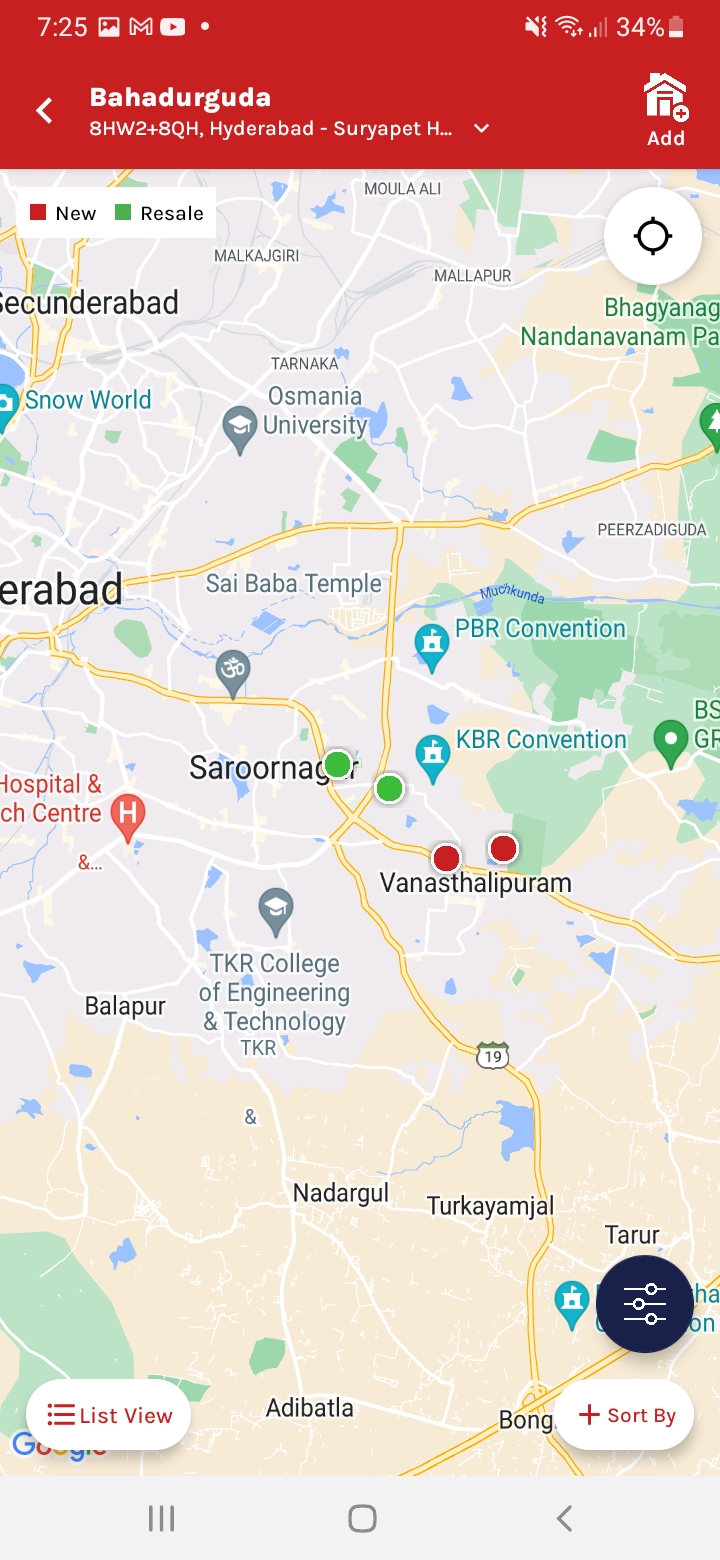 7:25
34%
Bahadurguda
8HW2+8QH, Hyderabad - Suryapet H...
Add
New
Resale
MOULA ALI
MALKAJGIRI
MALLAPUR
Secunderabad
Bhagyanag
Nandanavanam Pa
TARNAKA
Snow World
Osmania
University
PEERZADIGUDA
erabad
Sai Baba Temple
Muchkunda
PBR Convention
BS
GR
KBR Convention
Saroornagar
Hospital &
ch Centre
H
&...
Vanasthalipuram
TKR College
of Engineering
& Technology
TKR
Balapur
19
&
Nadargul
Turkayamjal
Tarur
ha
on
Adibatla
Bong
List View
Sort By
Google